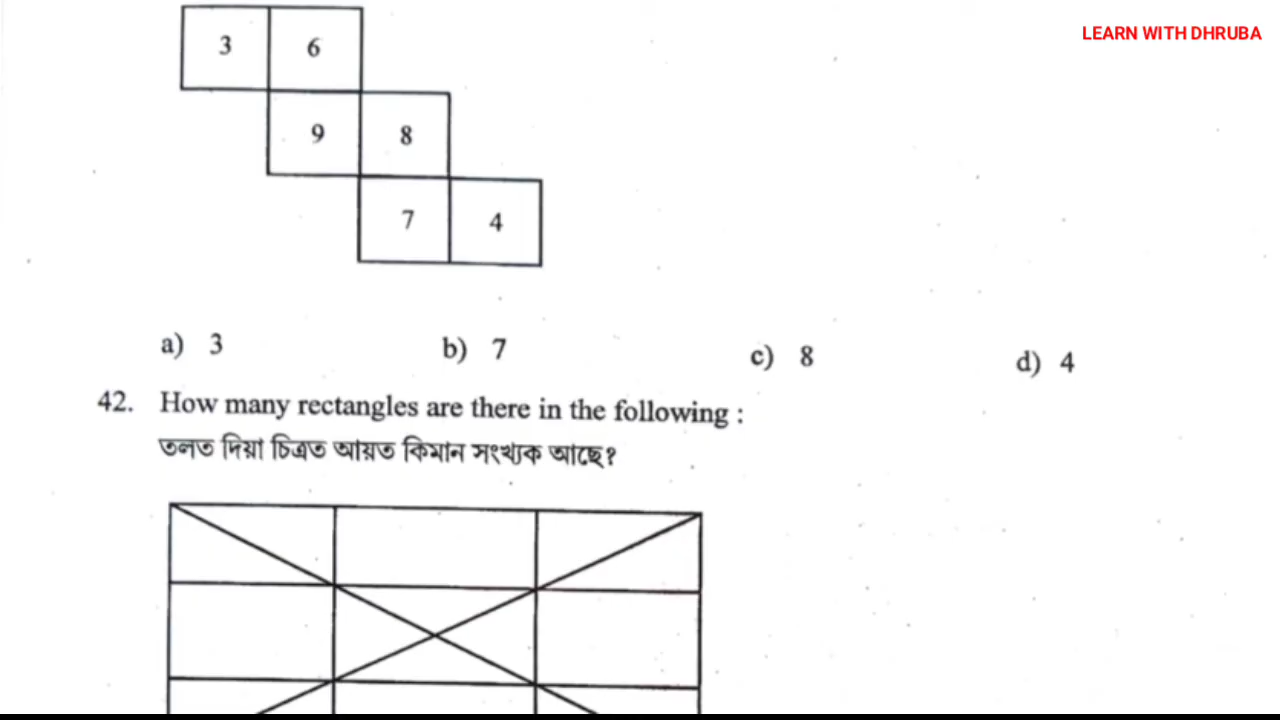 LEARN WITH DHRUBA
3 6
9 8
7 4
a) 3 b) 7 c) 8 d) 4
42. How many rectangles are there in the following :
তলত দিয়া চিত্ৰত আয়ত কিমান সংখ্যক আছে?